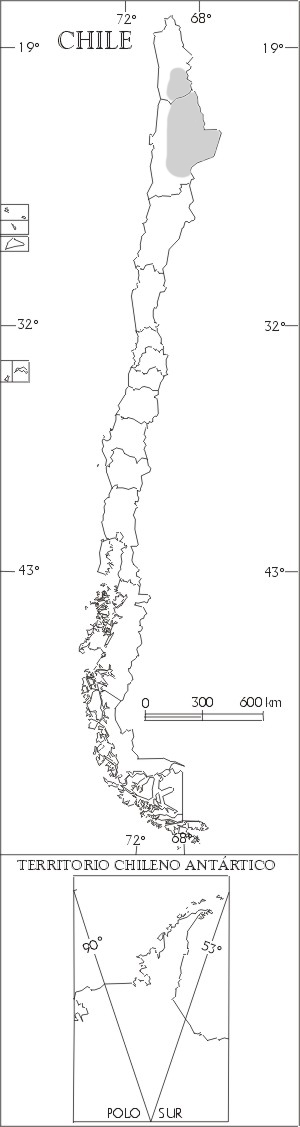 72° 68°
CHILE
19° 19°
32° 32°
43° 43°
0 300 600 km
72° 68°
TERRITORIO CHILENO ANTÁRTICO
90° 53°
POLO SUR